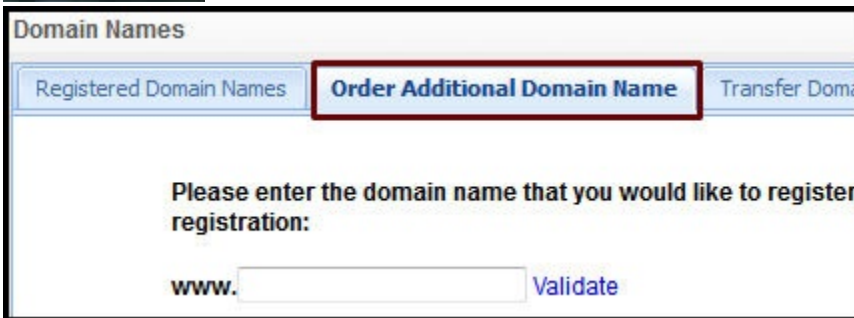 Domain Names
Registered Domain Names Order Additional Domain Name Transfer
Please enter the domain name that you would like to register
registration:
www. Validate